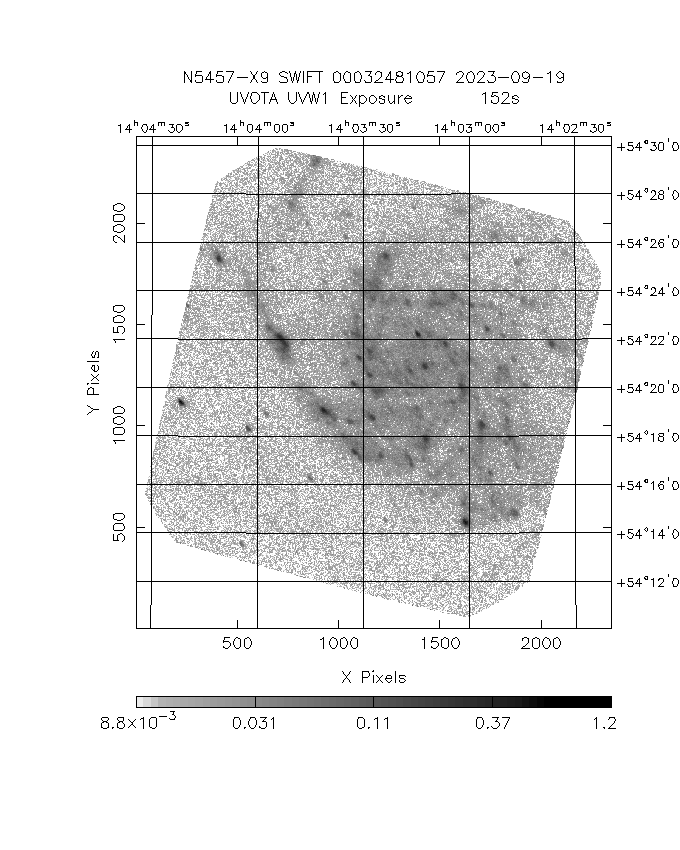 N5457-X9 SWIFT 00032481057 2023-09-19
UVOTA UVW1 Exposure 152s
14h04m30s 14h04m00s 14h03m30s 14h03m00s 14h02m30s
+54°30'0
+54°28'0
+54°26'0
+54°24'0
+54°22'0
+54°20'0
+54°18'0
+54°16'0
+54°14'0
+54°12'0
2000
1500
1000
500
Y Pixels
500 1000 1500 2000
X Pixels
8.8×10−3 0.031 0.11 0.37 1.2